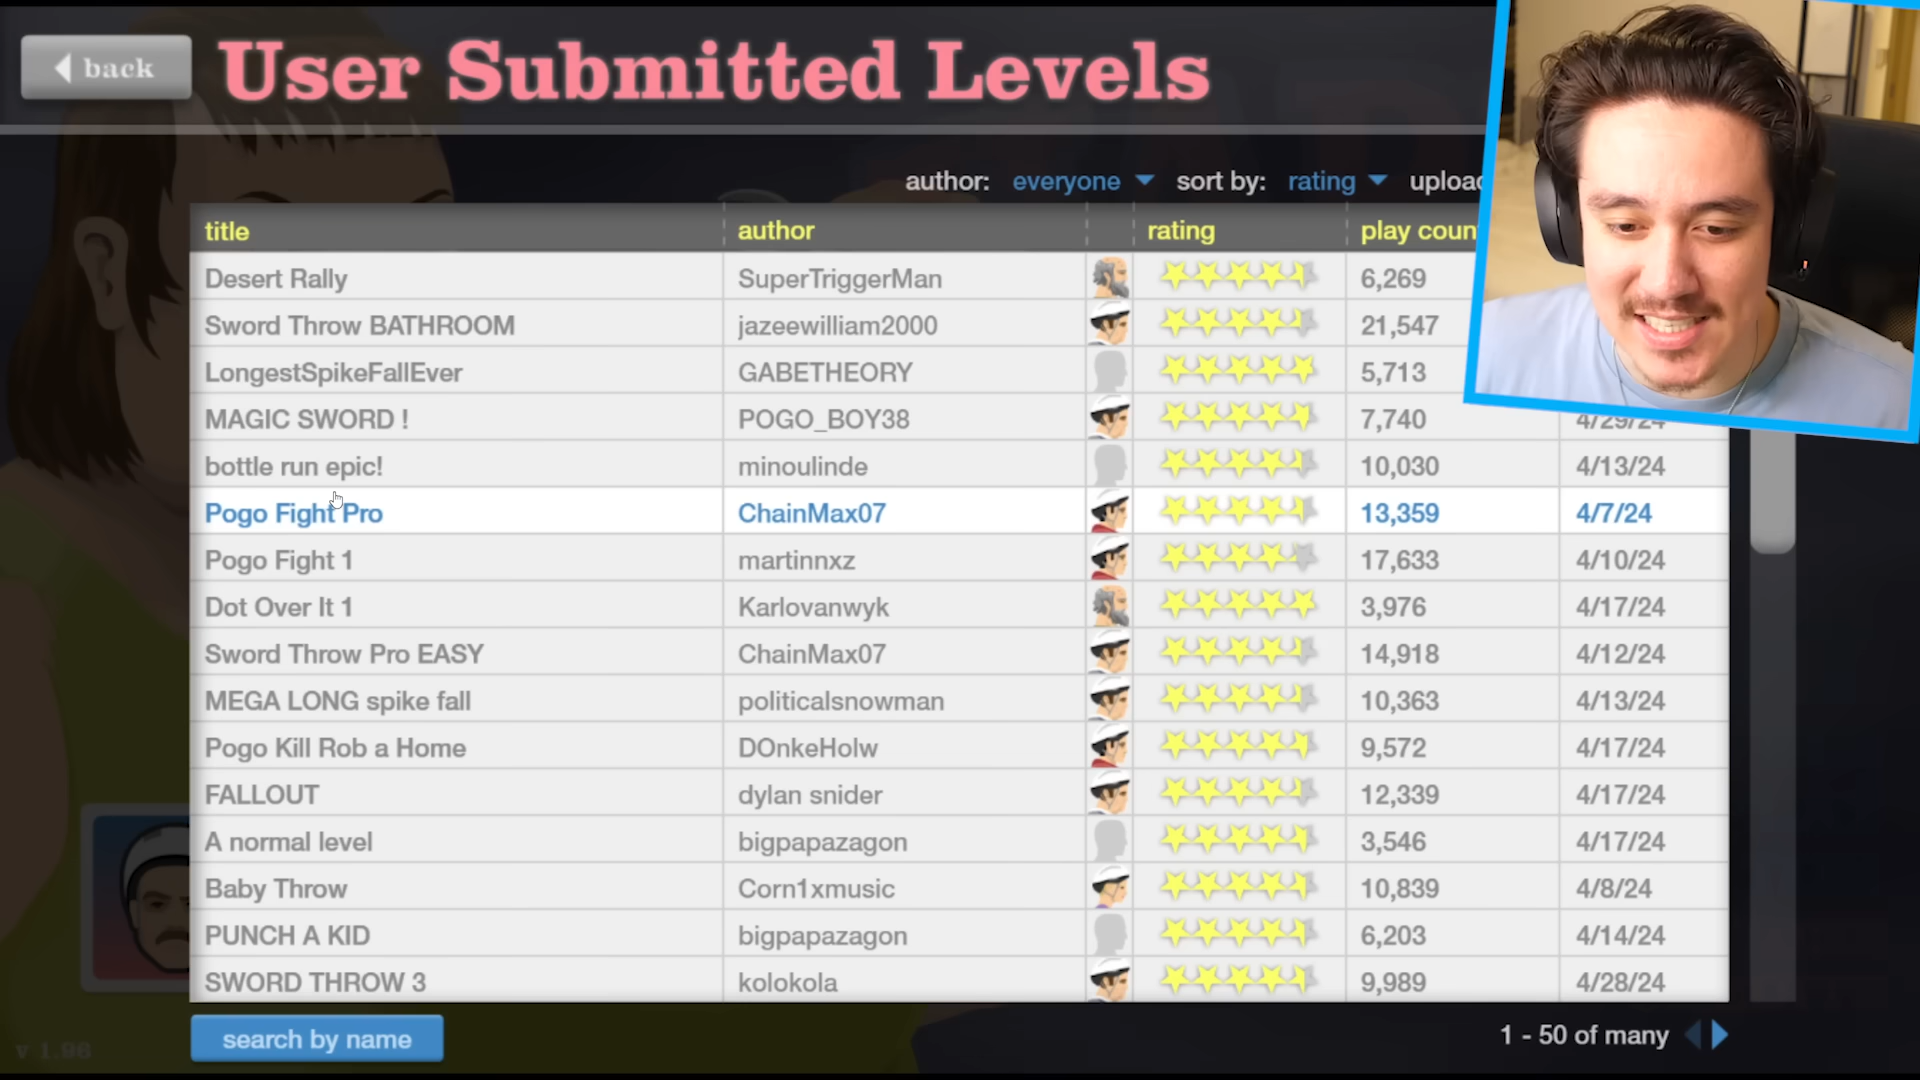 back
User Submitted Levels
author: everyone sort by: rating
title author rating play coun
Desert Rally SuperTriggerMan 6,269
Sword Throw BATHROOM jazeewilliam2000 21,547
LongestSpikeFallEver GABETHEORY 5,713
MAGIC SWORD ! POGO_BOY38 7,740 4/29/24
bottle run epic! minoulinde 10,030 4/13/24
Pogo Fight Pro ChainMax07 13,359 4/7/24
Pogo Fight 1 martinnxz 17,633 4/10/24
Dot Over It 1 Karlovanwyk 3,976 4/17/24
Sword Throw Pro EASY ChainMax07 14,918 4/12/24
MEGA LONG spike fall politicalsnowman 10,363 4/13/24
Pogo Kill Rob a Home DOnkeHolw 9,572 4/17/24
FALLOUT dylan snider 12,339 4/17/24
A normal level bigpapazagon 3,546 4/17/24
Baby Throw Corn1xmusic 10,839 4/8/24
PUNCH A KID bigpapazagon 6,203 4/14/24
SWORD THROW 3 kolokola 9,989 4/28/24
search by name
1 - 50 of many